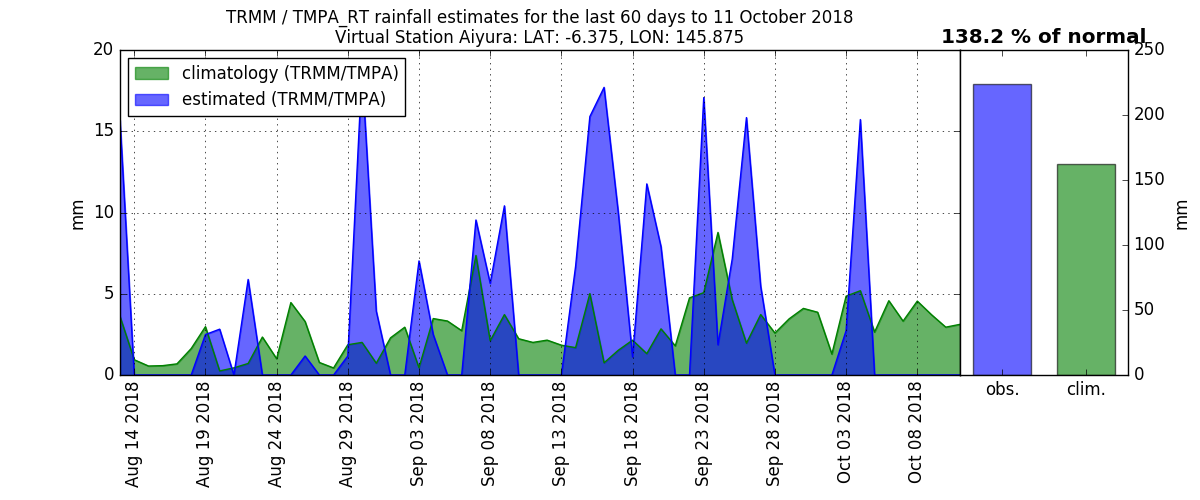 TRMM / TMPA_RT rainfall estimates for the last 60 days to 11 October 2018
Virtual Station Aiyura: LAT: -6.375, LON: 145.875
138.2 % of normal
climatology (TRMM/TMPA)
estimated (TRMM/TMPA)
20
15
10
5
0
mm
250
200
150
100
50
0
mm
obs.
clim.
Aug 14 2018
Aug 19 2018
Aug 24 2018
Aug 29 2018
Sep 03 2018
Sep 08 2018
Sep 13 2018
Sep 18 2018
Sep 23 2018
Sep 28 2018
Oct 03 2018
Oct 08 2018